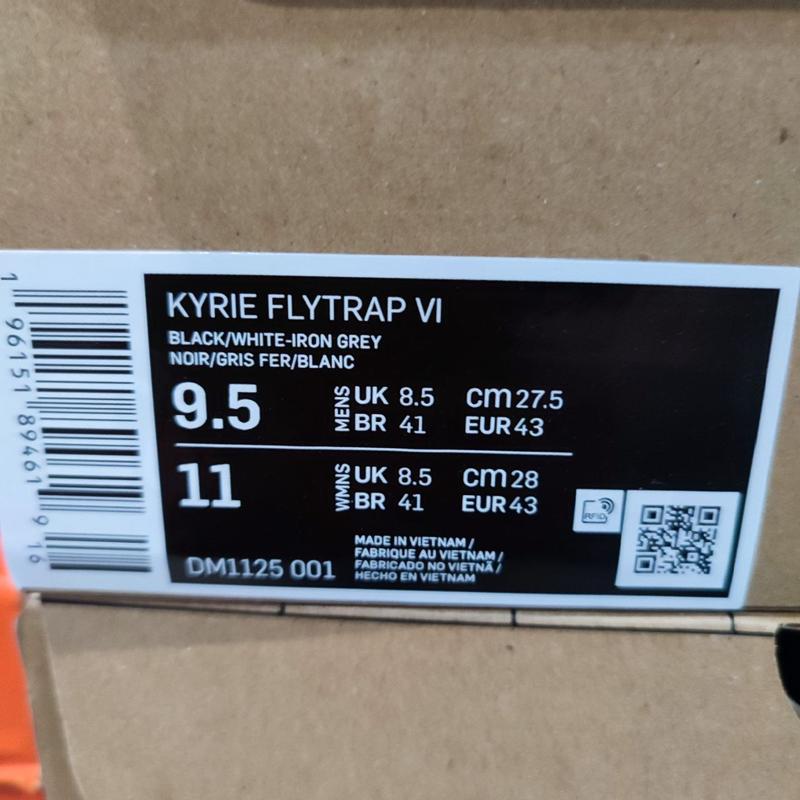 KYRIE FLYTRAP VI
BLACK/WHITE-IRON GREY
NOIR/GRIS FER/BLANC
9.5 MENS UK 8.5 cm 27.5
BR 41 EUR 43
11 WMNS UK 8.5 cm 28
BR 41 EUR 43
RFID
DM1125 001
MADE IN VIETNAM /
FABRIQUE AU VIETNAM /
FABRICADO NO VIETNÃ /
HECHO EN VIETNAM
1 96151 89461 9 16